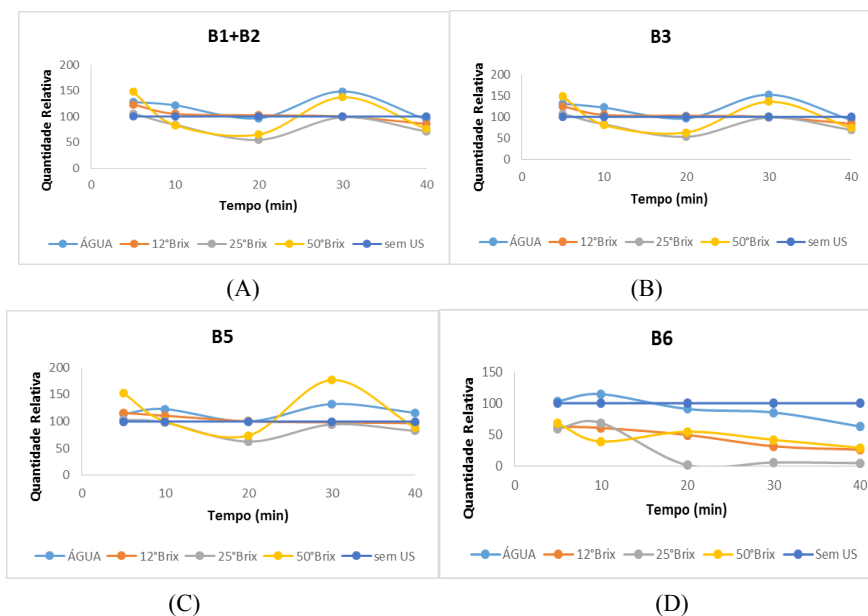 B1+B2
Quantidade Relativa
200
150
100
50
0
0 10 20 30 40
Tempo (min)
ÁGUA 12°Brix 25°Brix 50°Brix sem US
(A)
B3
Quantidade Relativa
200
150
100
50
0
0 10 20 30 40
Tempo (min)
ÁGUA 12°Brix 25°Brix 50°Brix sem US
(B)
B5
Quantidade Relativa
200
150
100
50
0
0 10 20 30 40
Tempo (min)
ÁGUA 12°Brix 25°Brix 50°Brix sem US
(C)
B6
Quantidade Relativa
150
100
50
0
0 10 20 30 40
Tempo (min)
ÁGUA 12°Brix 25°Brix 50°Brix Sem US
(D)